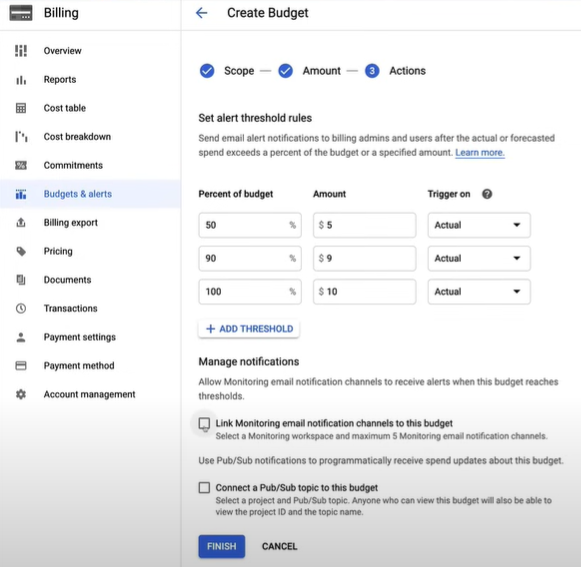 Billing
Create Budget
Overview
Reports
Cost table
Cost breakdown
Commitments
Budgets & alerts
Billing export
Pricing
Documents
Transactions
Payment settings
Payment method
Account management
Scope — Amount — 3 Actions
Set alert threshold rules
Send email alert notifications to billing admins and users after the actual or forecasted
spend exceeds a percent of the budget or a specified amount. Learn more.
Percent of budget Amount Trigger on ?
50 % $ 5 Actual
90 % $ 9 Actual
100 % $ 10 Actual
+ ADD THRESHOLD
Manage notifications
Allow Monitoring email notification channels to receive alerts when this budget reaches
thresholds.
Link Monitoring email notification channels to this budget
Select a Monitoring workspace and maximum 5 Monitoring email notification channels.
Use Pub/Sub notifications to programmatically receive spend updates about this budget.
Connect a Pub/Sub topic to this budget
Select a project and Pub/Sub topic. Anyone who can view this budget will also be able to
view the project ID and the topic name.
FINISH CANCEL